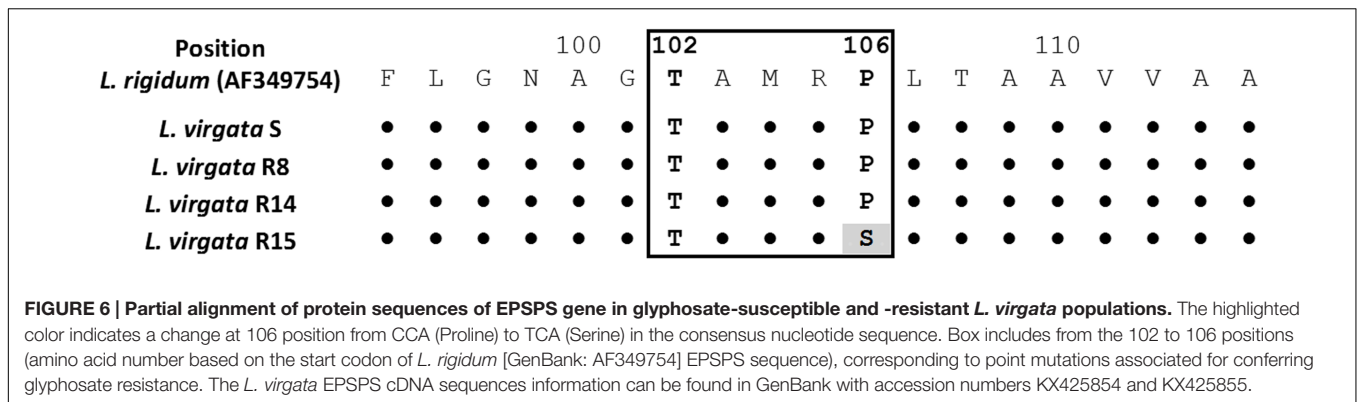 Position 100 102 106 110
L. rigidum (AF349754) F L G N A G T A M R P L T A A V V A A
L. virgata S ● ● ● ● ● ● T ● ● ● P ● ● ● ● ● ● ● ●
L. virgata R8 ● ● ● ● ● ● T ● ● ● P ● ● ● ● ● ● ● ●
L. virgata R14 ● ● ● ● ● ● T ● ● ● P ● ● ● ● ● ● ● ●
L. virgata R15 ● ● ● ● ● ● T ● ● ● S ● ● ● ● ● ● ● ●
FIGURE 6 | Partial alignment of protein sequences of EPSPS gene in glyphosate-susceptible and -resistant L. virgata populations. The highlighted
color indicates a change at 106 position from CCA (Proline) to TCA (Serine) in the consensus nucleotide sequence. Box includes from the 102 to 106 positions
(amino acid number based on the start codon of L. rigidum [GenBank: AF349754] EPSPS sequence), corresponding to point mutations associated for conferring
glyphosate resistance. The L. virgata EPSPS cDNA sequences information can be found in GenBank with accession numbers KX425854 and KX425855.